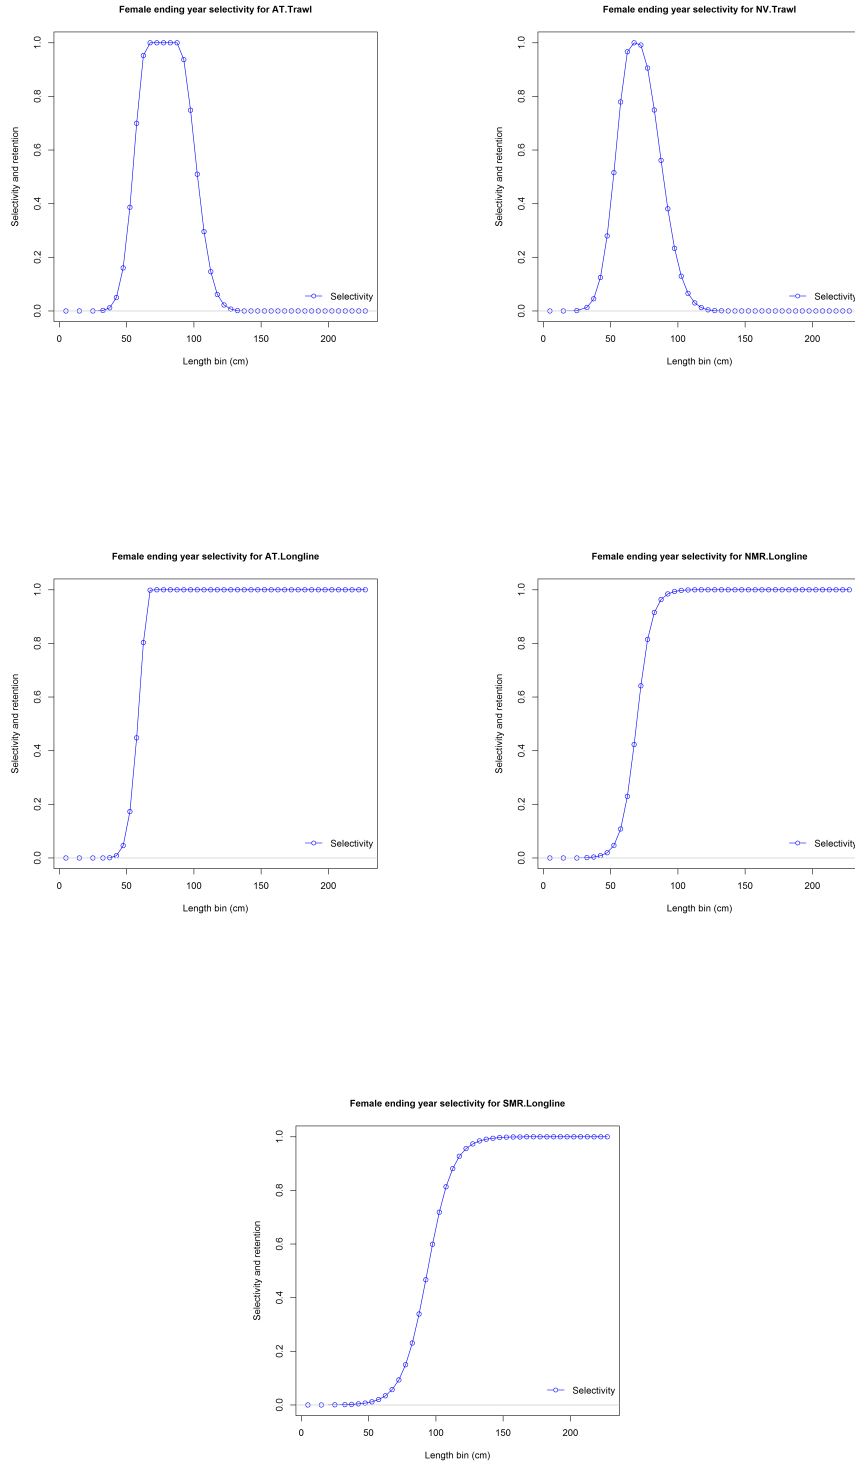 Female ending year selectivity for AT.Trawl
Selectivity and retention
0.0 0.2 0.4 0.6 0.8 1.0
Selectivity
0 50 100 150 200
Length bin (cm)
Female ending year selectivity for NV.Trawl
Selectivity and retention
0.0 0.2 0.4 0.6 0.8 1.0
Selectivity
0 50 100 150 200
Length bin (cm)
Female ending year selectivity for AT.Longline
Selectivity and retention
0.0 0.2 0.4 0.6 0.8 1.0
Selectivity
0 50 100 150 200
Length bin (cm)
Female ending year selectivity for NMR.Longline
Selectivity and retention
0.0 0.2 0.4 0.6 0.8 1.0
Selectivity
0 50 100 150 200
Length bin (cm)
Female ending year selectivity for SMR.Longline
Selectivity and retention
0.0 0.2 0.4 0.6 0.8 1.0
Selectivity
0 50 100 150 200
Length bin (cm)